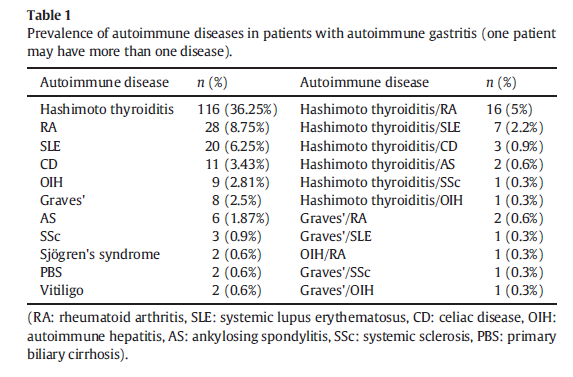 Table 1
Prevalence of autoimmune diseases in patients with autoimmune gastritis (one patient
may have more than one disease).
Autoimmune disease n (%) Autoimmune disease n (%)
Hashimoto thyroiditis 116 (36.25%) Hashimoto thyroiditis/RA 16 (5%)
RA 28 (8.75%) Hashimoto thyroiditis/SLE 7 (2.2%)
SLE 20 (6.25%) Hashimoto thyroiditis/CD 3 (0.9%)
CD 11 (3.43%) Hashimoto thyroiditis/AS 2 (0.6%)
OIH 9 (2.81%) Hashimoto thyroiditis/SSc 1 (0.3%)
Graves' 8 (2.5%) Hashimoto thyroiditis/OIH 1 (0.3%)
AS 6 (1.87%) Graves'/RA 2 (0.6%)
SSc 3 (0.9%) Graves'/SLE 1 (0.3%)
Sjögren's syndrome 2 (0.6%) OIH/RA 1 (0.3%)
PBS 2 (0.6%) Graves'/SSc 1 (0.3%)
Vitiligo 2 (0.6%) Graves'/OIH 1 (0.3%)
(RA: rheumatoid arthritis, SLE: systemic lupus erythematosus, CD: celiac disease, OIH:
autoimmune hepatitis, AS: ankylosing spondylitis, SSc: systemic sclerosis, PBS: primary
biliary cirrhosis).